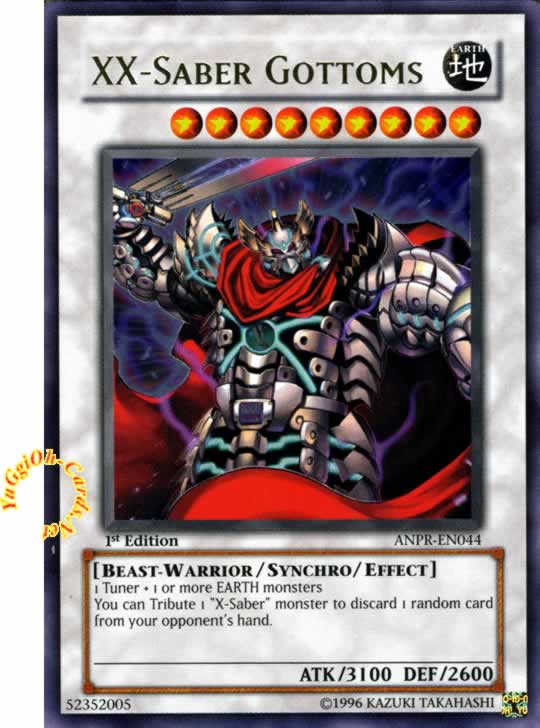 XX-Saber Gottoms
EARTH
地
1st Edition
ANPR-EN044
YuGgiOh-Cards.Net
[Beast-Warrior/Synchro/Effect]
1 Tuner + 1 or more EARTH monsters
You can Tribute 1 "X-Saber" monster to discard 1 random card
from your opponent's hand.
ATK/3100 DEF/2600
52352005
©1996 KAZUKI TAKAHASHI